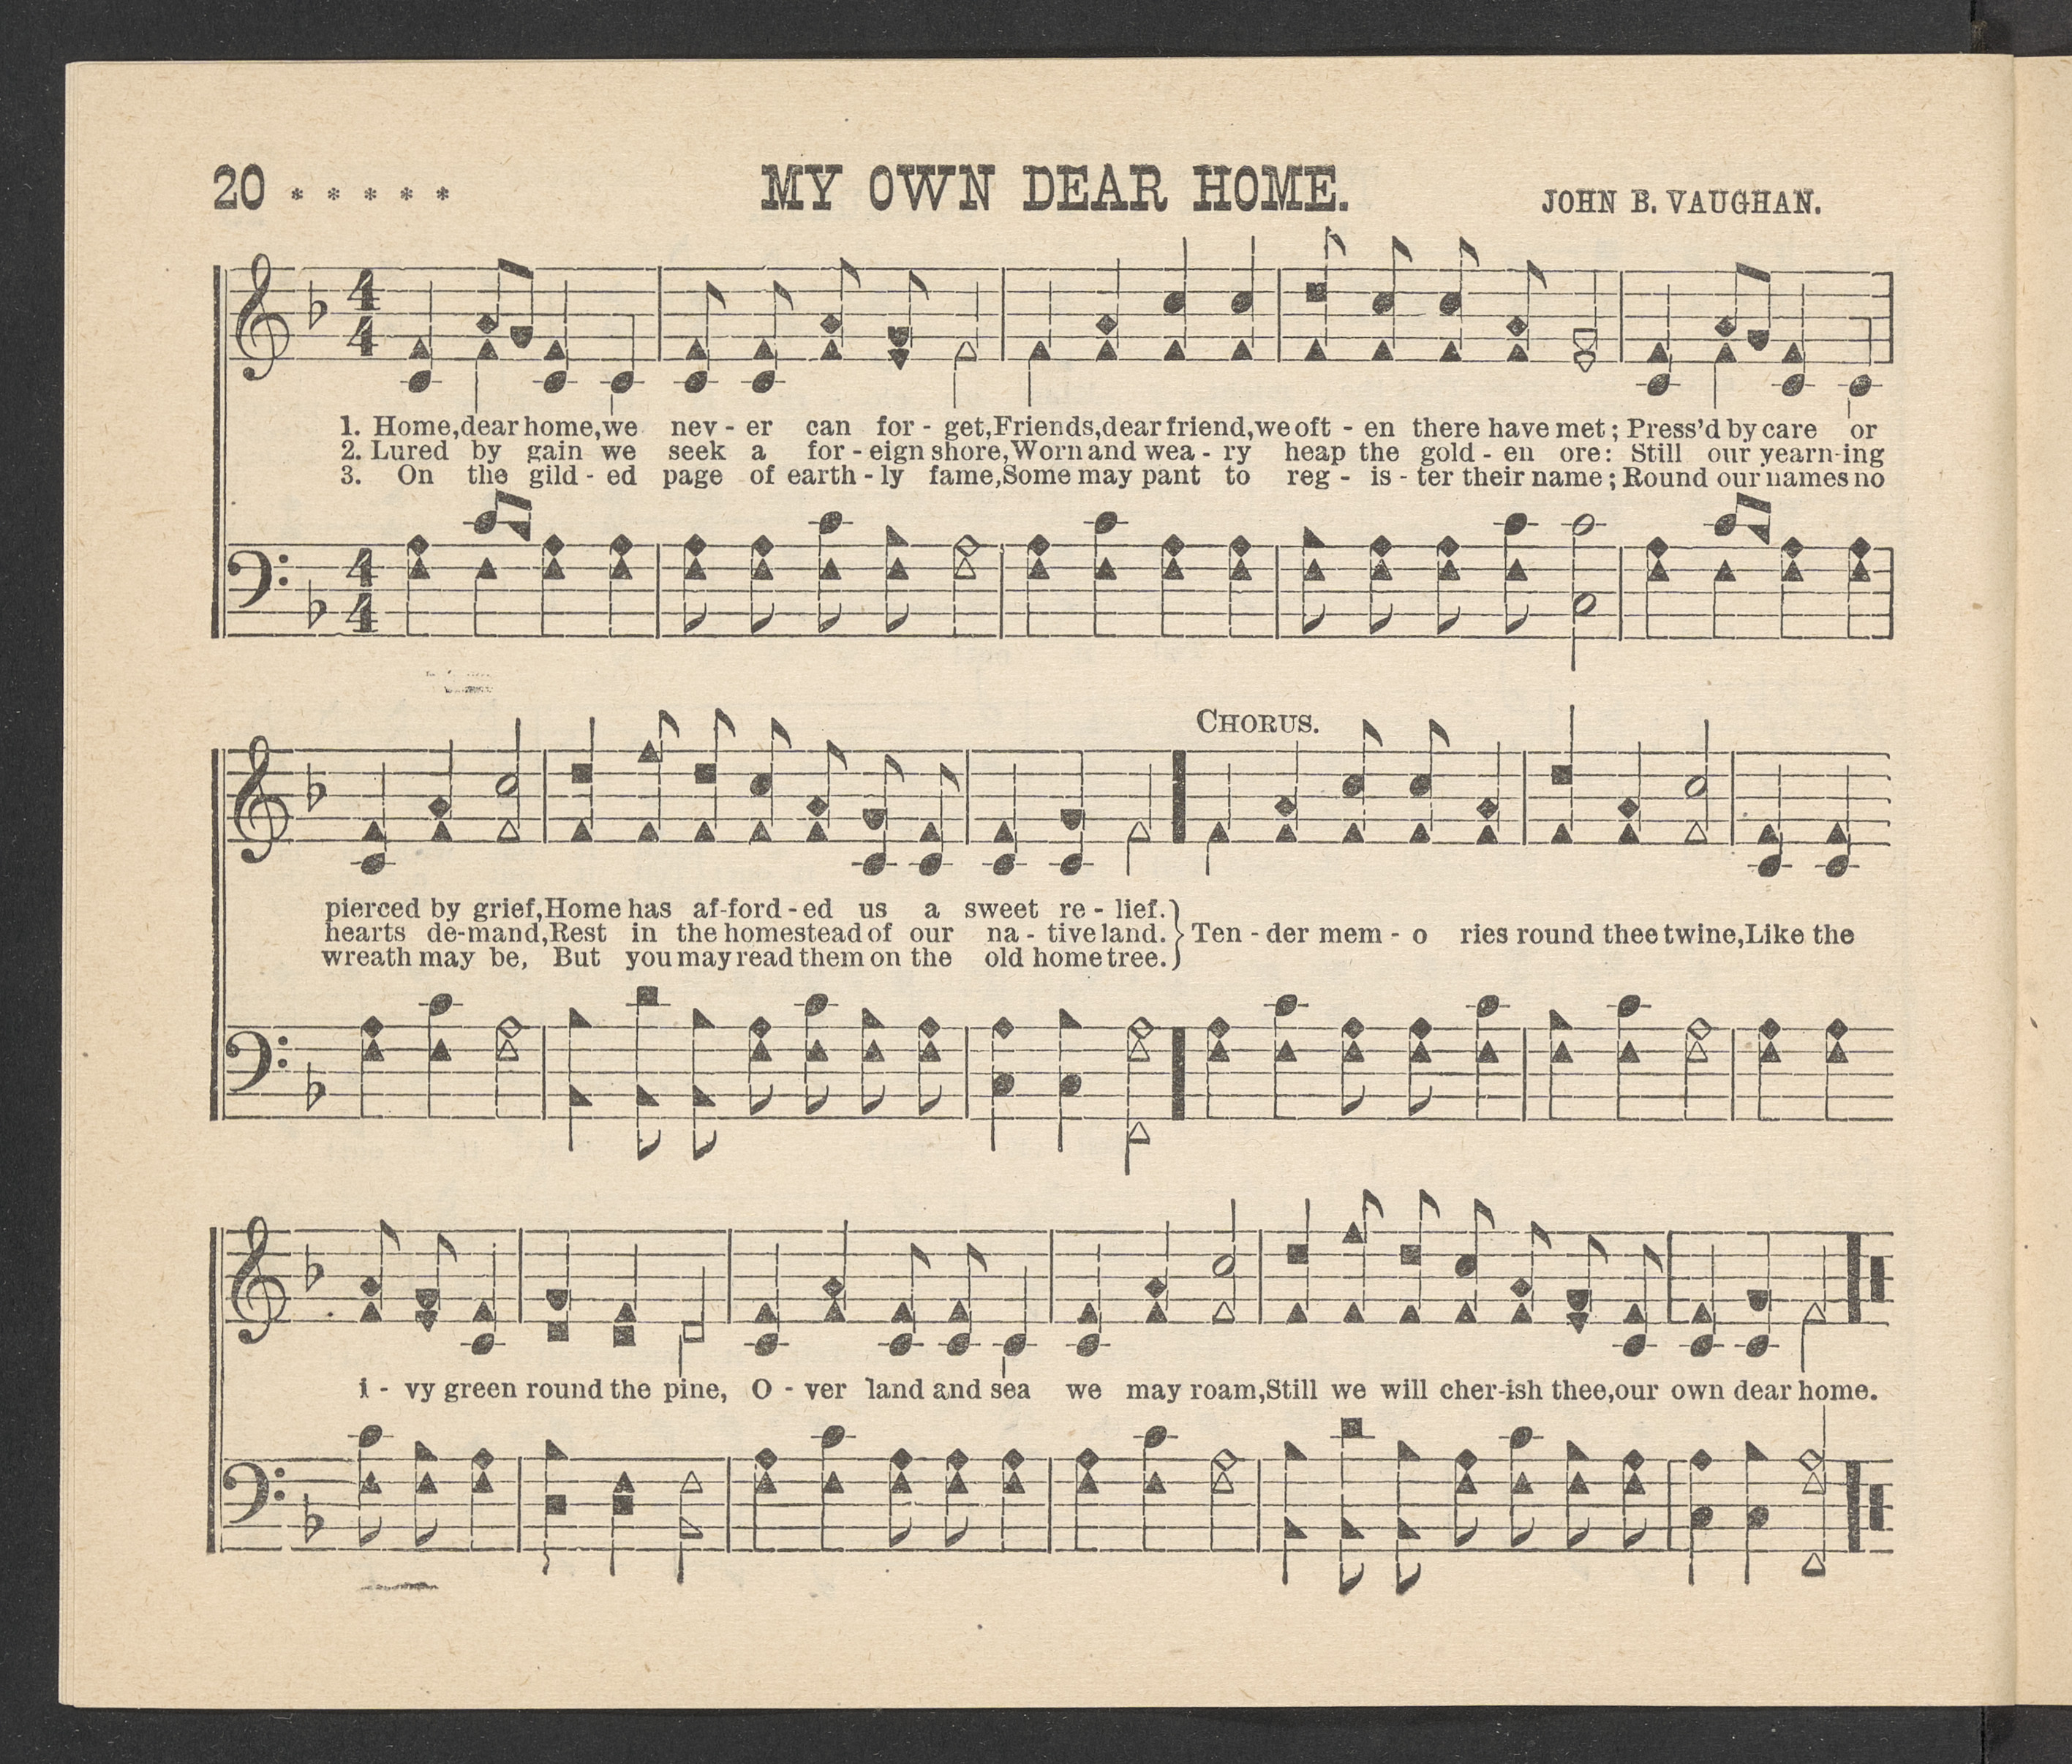 20 * * * * *
MY OWN DEAR HOME.
JOHN B. VAUGHAN.
4 4
1. Home, dear home, we nev - er can for - get, Friends, dear friend, we oft - en there have met; Press'd by care or
2. Lured by gain we seek a for - eign shore, Worn and wea - ry heap the gold - en ore: Still our yearn-ing
3. On the gild - ed page of earth - ly fame, Some may pant to reg - is - ter their name; Round our names no
4 4
CHORUS.
pierced by grief, Home has af-ford - ed us a sweet re - lief.
hearts de-mand, Rest in the homestead of our na - tive land. } Ten - der mem - o ries round thee twine, Like the
wreath may be, But you may read them on the old home tree.
i - vy green round the pine, O - ver land and sea we may roam, Still we will cher-ish thee, our own dear home.